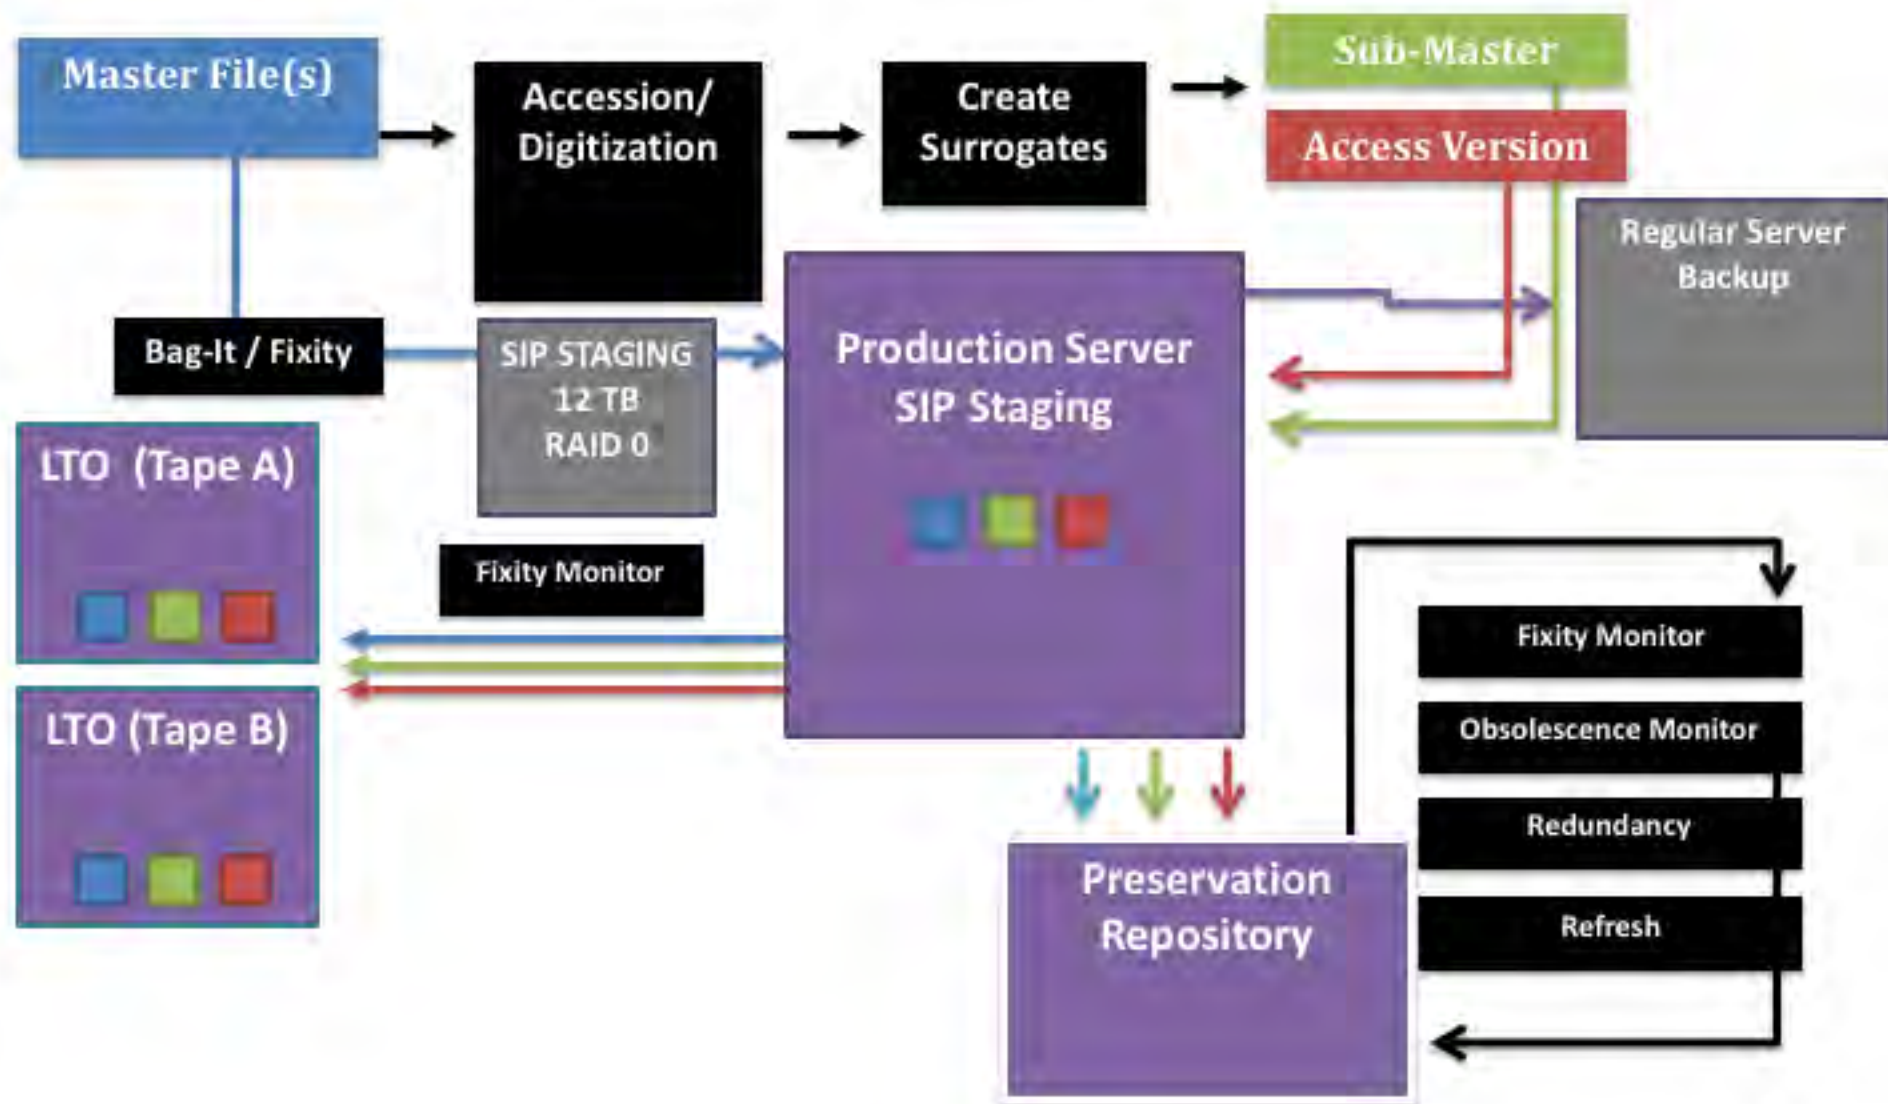 Master File(s)
Accession/
Digitization
Create
Surrogates
Sub-Master
Access Version
Regular Server
Backup
Bag-It / Fixity
SIP STAGING
12 TB
RAID 0
Production Server
SIP Staging
LTO (Tape A)
Fixity Monitor
LTO (Tape B)
Fixity Monitor
Obsolescence Monitor
Redundancy
Refresh
Preservation
Repository